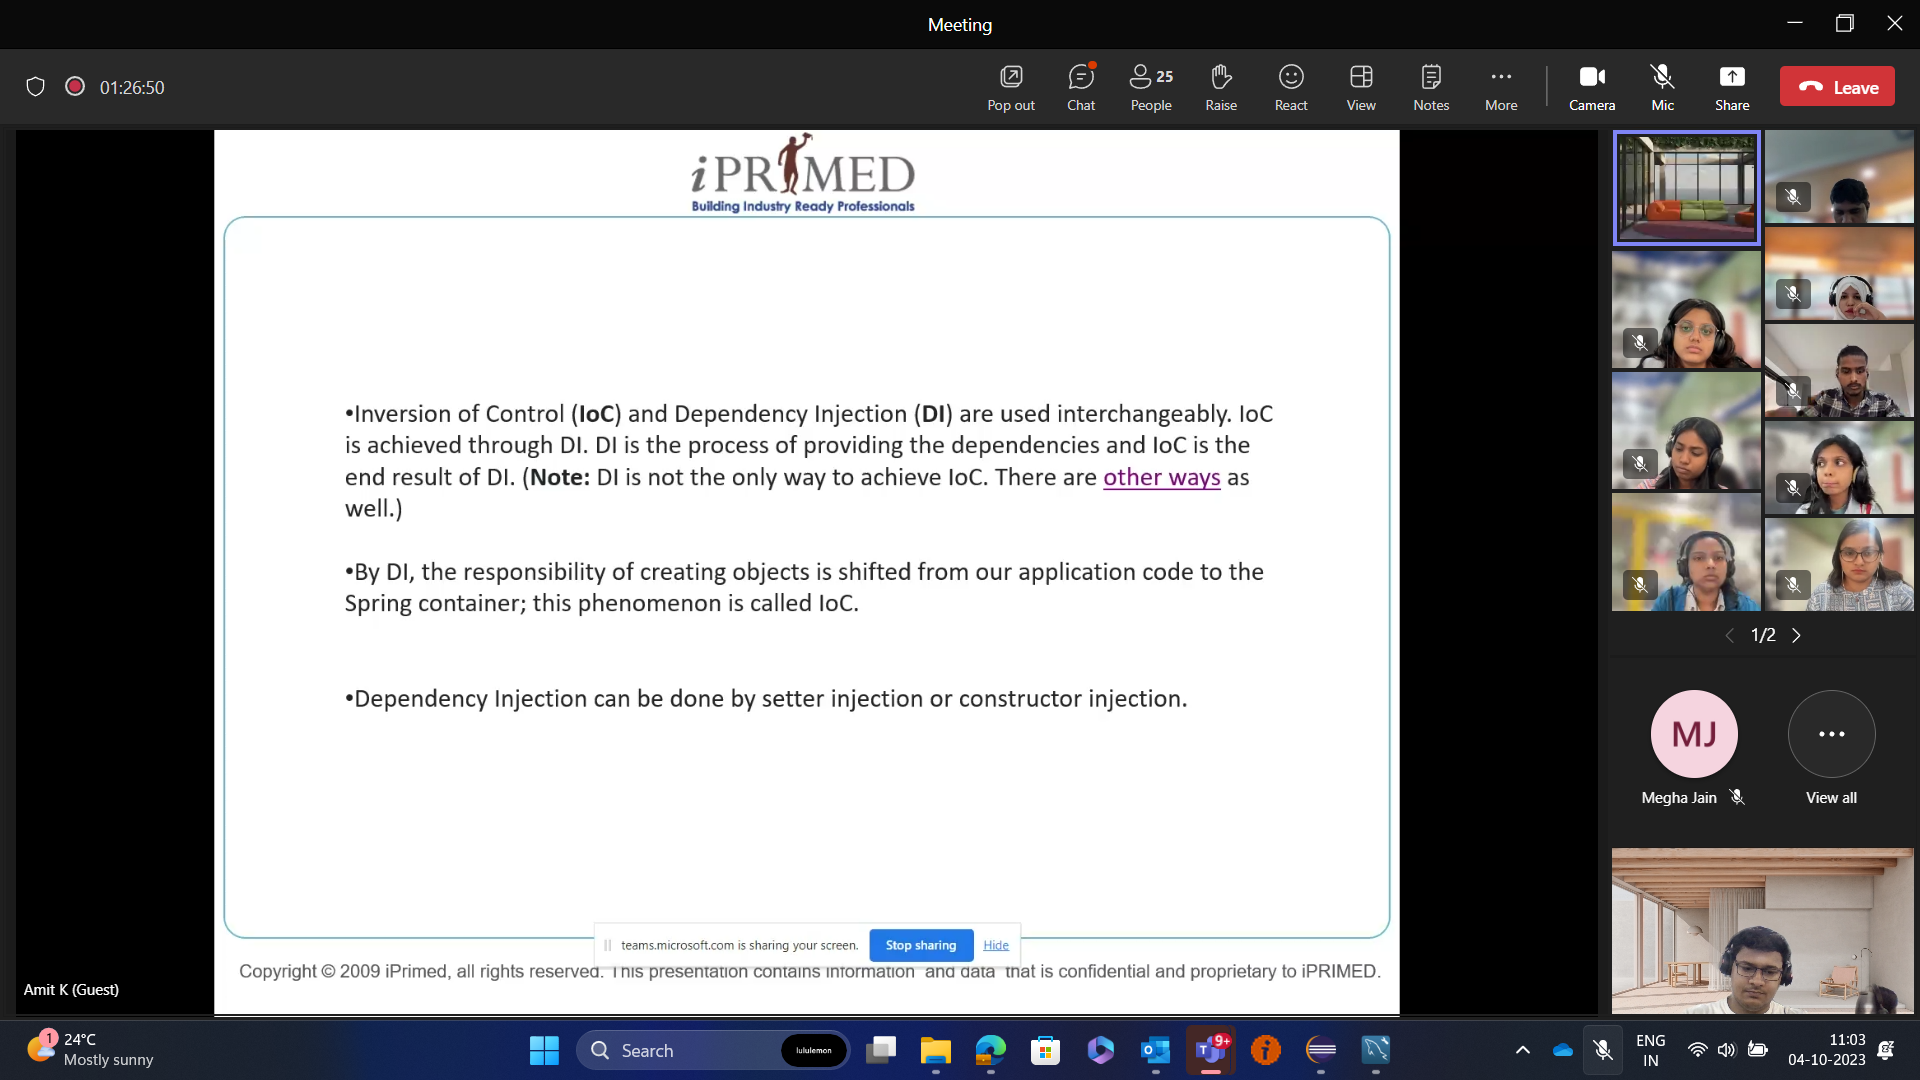 Meeting
01:26:50
Pop out
Chat
25
People
Raise
React
View
Notes
More
Camera
Mic
Share
Leave
iPRIMED
Building Industry Ready Professionals
•Inversion of Control (IoC) and Dependency Injection (DI) are used interchangeably. IoC
is achieved through DI. DI is the process of providing the dependencies and IoC is the
end result of DI. (Note: DI is not the only way to achieve IoC. There are other ways as
well.)
•By DI, the responsibility of creating objects is shifted from our application code to the
Spring container; this phenomenon is called IoC.
•Dependency Injection can be done by setter injection or constructor injection.
teams.microsoft.com is sharing your screen.
Stop sharing
Hide
Copyright © 2009 iPrimed, all rights reserved. This presentation contains information and data that is confidential and proprietary to iPRIMED.
Amit K (Guest)
1/2
MJ
Megha Jain
View all
1
24°C
Mostly sunny
Search
lululemon
9+
ENG
IN
11:03
04-10-2023